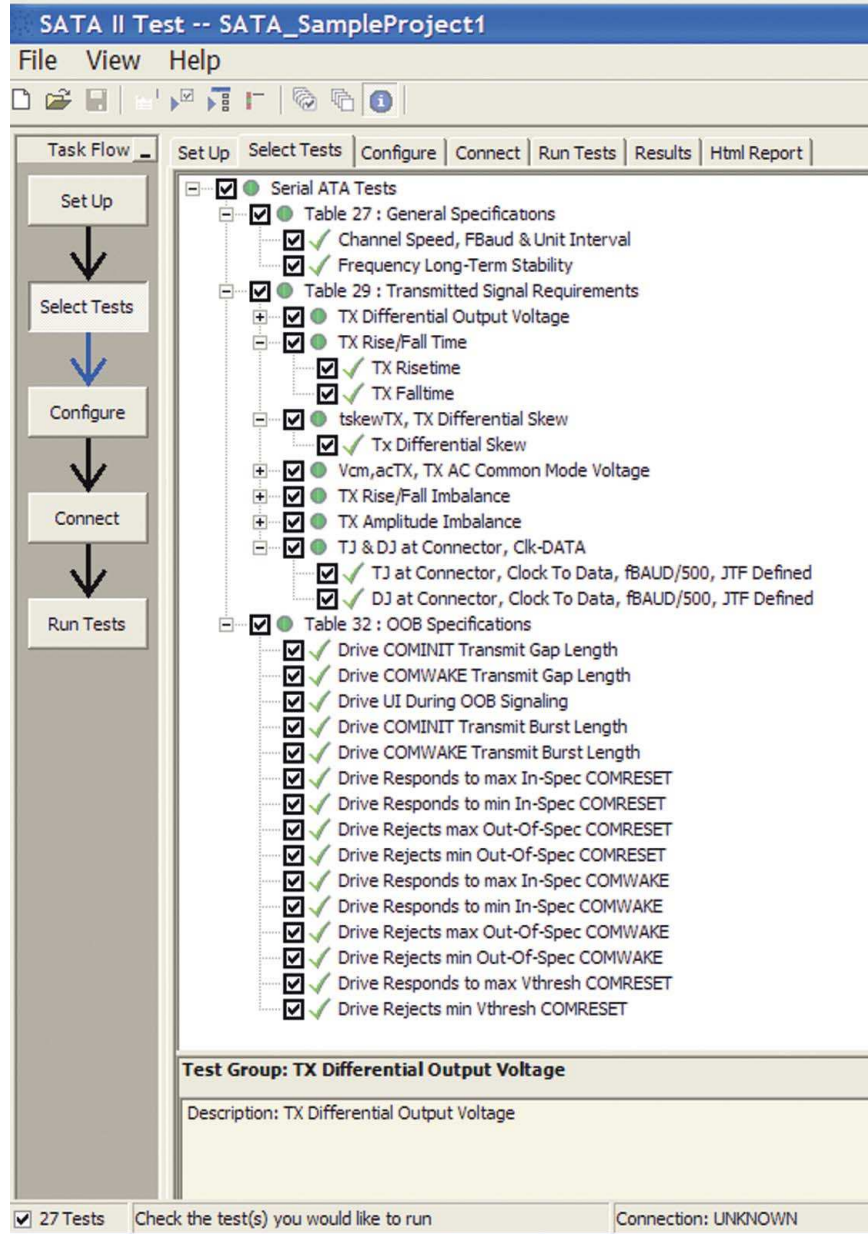 SATA II Test -- SATA_SampleProject1
File View Help
Task Flow
Set Up
Select Tests
Configure
Connect
Run Tests
Set Up Select Tests Configure Connect Run Tests Results Html Report
Serial ATA Tests
Table 27 : General Specifications
Channel Speed, FBaud & Unit Interval
Frequency Long-Term Stability
Table 29 : Transmitted Signal Requirements
TX Differential Output Voltage
TX Rise/Fall Time
TX Risetime
TX Falltime
tskewTX, TX Differential Skew
Tx Differential Skew
Vcm,acTX, TX AC Common Mode Voltage
TX Rise/Fall Imbalance
TX Amplitude Imbalance
TJ & DJ at Connector, Clk-DATA
TJ at Connector, Clock To Data, fBAUD/500, JTF Defined
DJ at Connector, Clock To Data, fBAUD/500, JTF Defined
Table 32 : OOB Specifications
Drive COMINIT Transmit Gap Length
Drive COMWAKE Transmit Gap Length
Drive UI During OOB Signaling
Drive COMINIT Transmit Burst Length
Drive COMWAKE Transmit Burst Length
Drive Responds to max In-Spec COMRESET
Drive Responds to min In-Spec COMRESET
Drive Rejects max Out-Of-Spec COMRESET
Drive Rejects min Out-Of-Spec COMRESET
Drive Responds to max In-Spec COMWAKE
Drive Responds to min In-Spec COMWAKE
Drive Rejects max Out-Of-Spec COMWAKE
Drive Rejects min Out-Of-Spec COMWAKE
Drive Responds to max Vthresh COMRESET
Drive Rejects min Vthresh COMRESET
Test Group: TX Differential Output Voltage
Description: TX Differential Output Voltage
27 Tests Check the test(s) you would like to run Connection: UNKNOWN